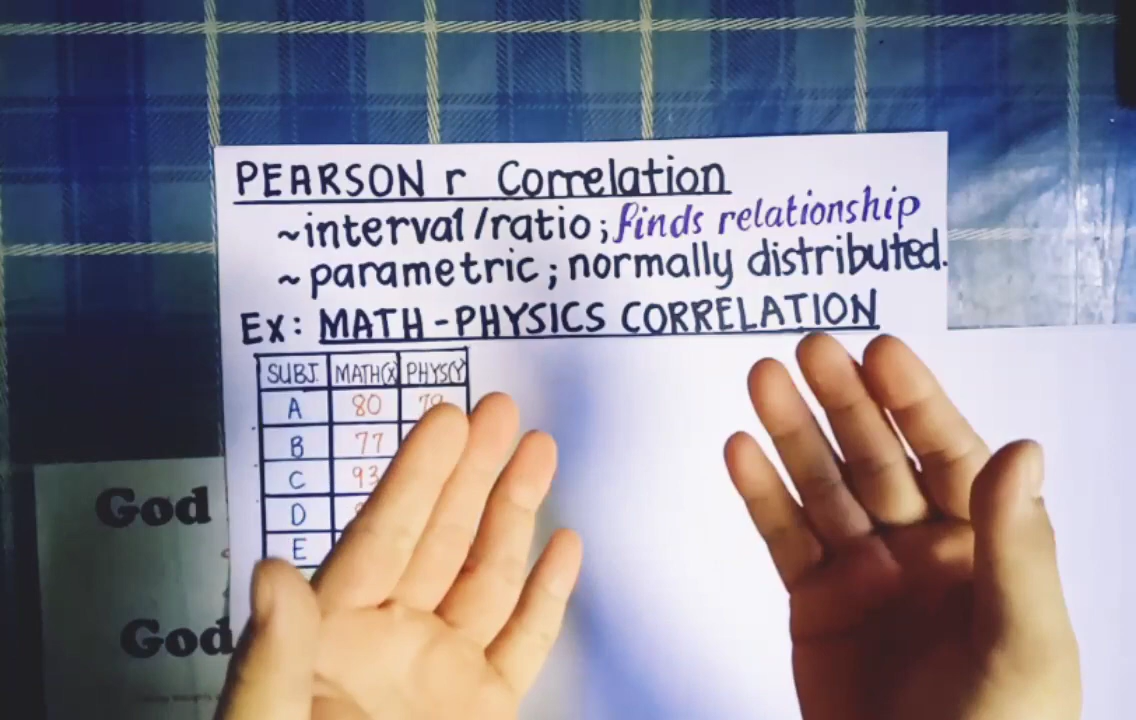 PEARSON r Correlation
~interval/ratio; finds relationship
~parametric; normally distributed.
Ex: MATH-PHYSICS CORRELATION
SUBJ. MATH(X) PHYS(Y)
A 80
B 77
C 93
D
E
God
God